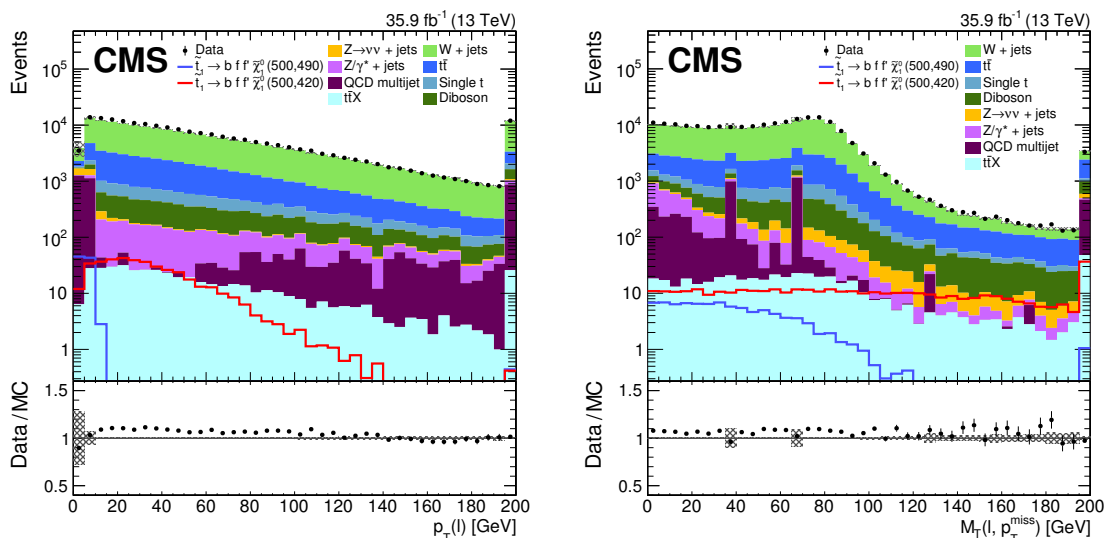 35.9 fb⁻¹ (13 TeV)
Events
CMS
Data
t̃₁ → b f f' χ̃₁⁰ (500,490)
t̃₁ → b f f' χ̃₁⁰ (500,420)
Z→νν + jets
Z/γ* + jets
QCD multijet
tt̄X
W + jets
tt̄
Single t
Diboson
10⁵
10⁴
10³
10²
10
1
Data / MC
1.5
1
0.5
0 20 40 60 80 100 120 140 160 180 200
p_T(l) [GeV]
35.9 fb⁻¹ (13 TeV)
Events
CMS
Data
t̃₁ → b f f' χ̃₁⁰ (500,490)
t̃₁ → b f f' χ̃₁⁰ (500,420)
W + jets
tt̄
Single t
Diboson
Z→νν + jets
Z/γ* + jets
QCD multijet
tt̄X
10⁵
10⁴
10³
10²
10
1
Data / MC
1.5
1
0.5
0 20 40 60 80 100 120 140 160 180 200
M_T(l, p_T^miss) [GeV]